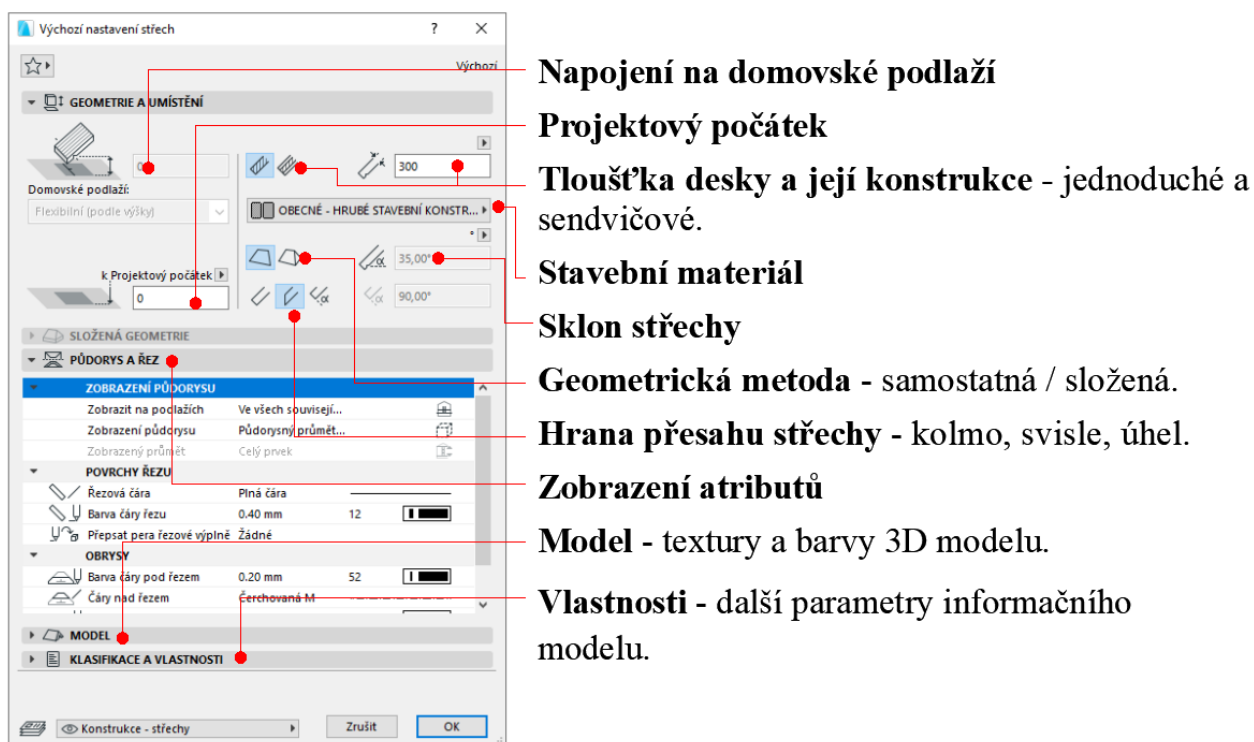 Výchozí nastavení střech ? ×
Výchozí
GEOMETRIE A UMÍSTĚNÍ
0
300
Domovské podlaží:
Flexibilní (podle výšky)
OBECNÉ - HRUBÉ STAVEBNÍ KONSTR...
°
α 35,00°
k Projektový počátek
0
α α 90,00°
SLOŽENÁ GEOMETRIE
PŮDORYS A ŘEZ
ZOBRAZENÍ PŮDORYSU
Zobrazit na podlažích Ve všech souvisejí...
Zobrazení půdorysu Půdorysný průmět...
Zobrazený průmět Celý prvek
POVRCHY ŘEZU
Řezová čára Plná čára
Barva čáry řezu 0.40 mm 12
Přepsat pera řezové výplně Žádné
OBRYSY
Barva čáry pod řezem 0.20 mm 52
Čáry nad řezem Čerchovaná M
MODEL
KLASIFIKACE A VLASTNOSTI
Konstrukce - střechy Zrušit OK
Napojení na domovské podlaží
Projektový počátek
Tloušťka desky a její konstrukce - jednoduché a
sendvičové.
Stavební materiál
Sklon střechy
Geometrická metoda - samostatná / složená.
Hrana přesahu střechy - kolmo, svisle, úhel.
Zobrazení atributů
Model - textury a barvy 3D modelu.
Vlastnosti - další parametry informačního
modelu.